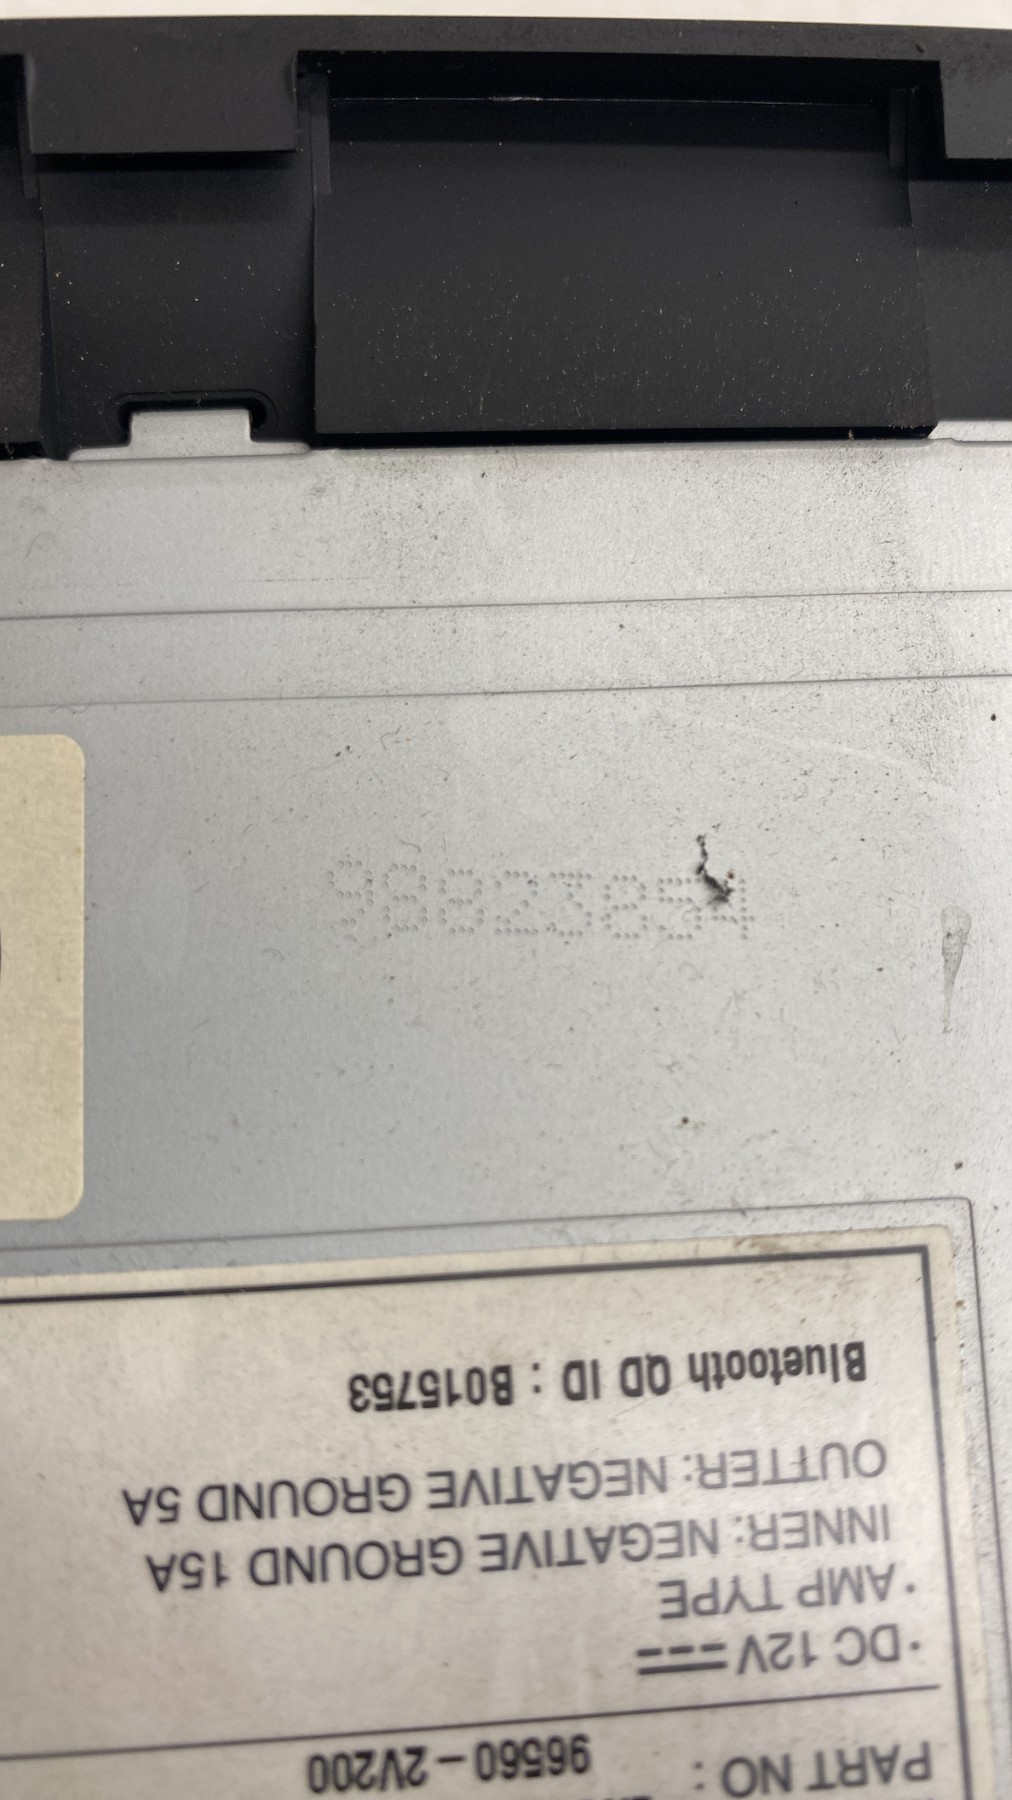 98823854
PART NO : 96560-2V200
·DC 12V ⎓
·AMP TYPE
INNER: NEGATIVE GROUND 15A
OUTTER: NEGATIVE GROUND 5A
Bluetooth QD ID : B015753